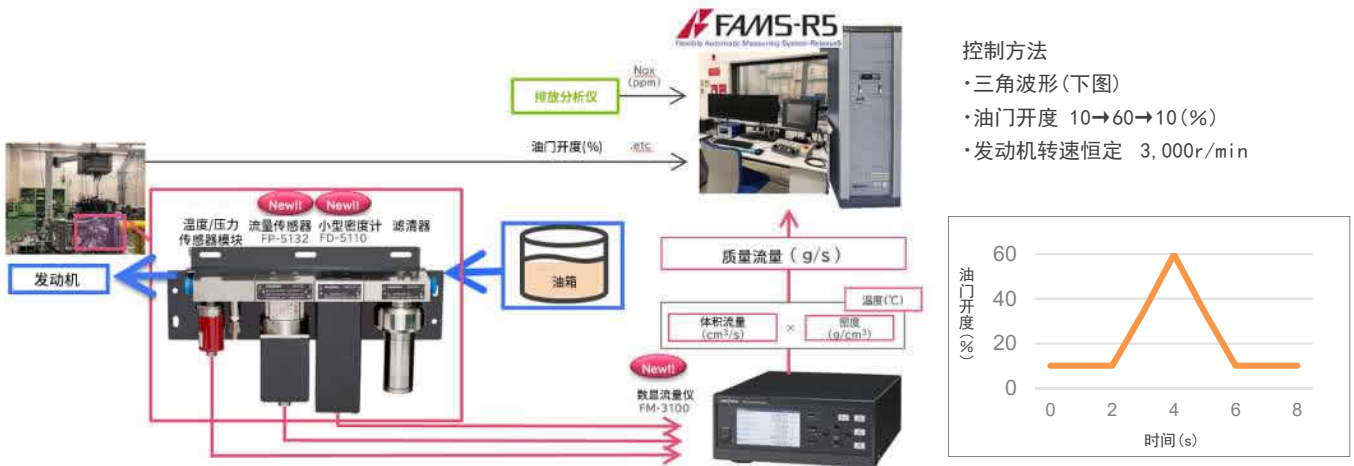 FAMS-R5
Flexible Automatic Measuring System-Release5
Nox
(ppm)
排放分析仪
油门开度(%)
.etc
New!!
New!!
温度/压力
传感器模块
流量传感器
FP-5132
小型密度计
FD-5110
滤清器
发动机
油箱
质量流量 ( g/s )
温度(℃)
体积流量
(cm³/s)
×
密度
(g/cm³)
New!!
数显流量仪
FM-3100
控制方法
・三角波形(下图)
・油门开度 10→60→10(%)
・发动机转速恒定 3,000r/min
油门开度(%)
60
40
20
0
0 2 4 6 8
时间(s)